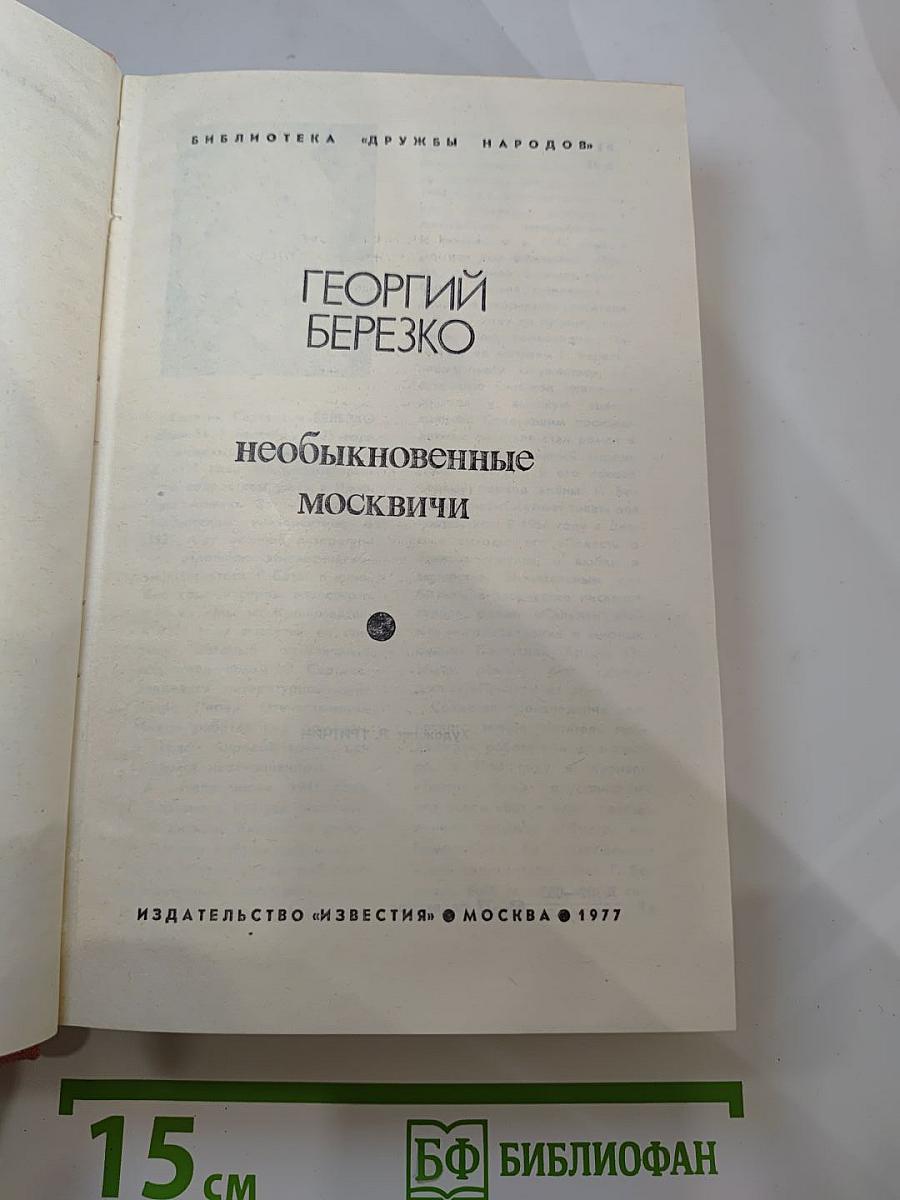 БИБЛИОТЕКА «ДРУЖБЫ НАРОДОВ»
ГЕОРГИЙ
БЕРЕЗКО
необыкновенные
москвичи
ИЗДАТЕЛЬСТВО «ИЗВЕСТИЯ» ● МОСКВА ● 1977
15 см
БФ БИБЛИОФАН